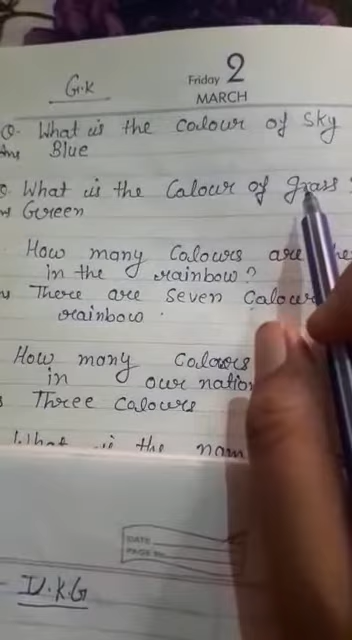 G.K
Friday 2
MARCH
Q. What is the Colour of Sky
Ans Blue
Q. What is the Colour of grass ?
Green
How many Colours are
in the rainbow?
There are seven Colour
rainbow.
How many Colours
in our nation
Three Colours
What is the nam
DATE
PAGE No.
U.K.G